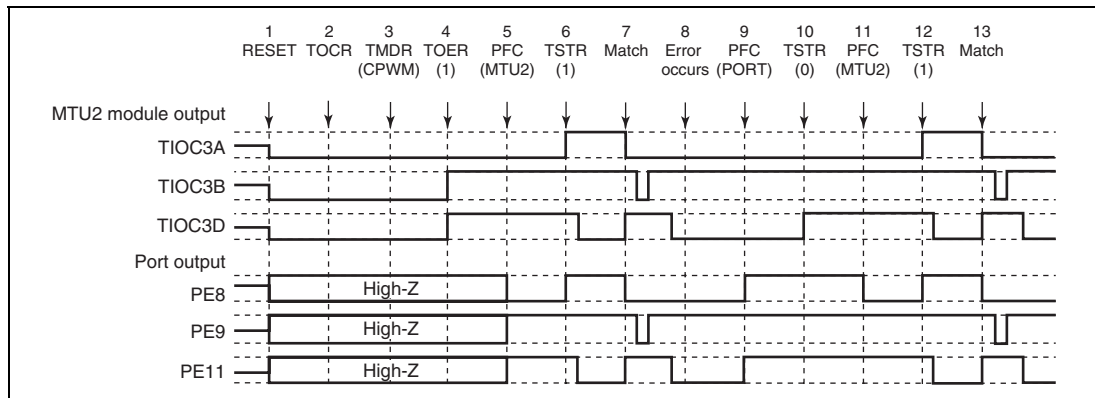 1 2 3 4 5 6 7 8 9 10 11 12 13
RESET TOCR TMDR TOER PFC TSTR Match Error PFC TSTR PFC TSTR Match
(CPWM) (1) (MTU2) (1) occurs (PORT) (0) (MTU2) (1)
MTU2 module output
TIOC3A
TIOC3B
TIOC3D
Port output
PE8 High-Z
PE9 High-Z
PE11 High-Z